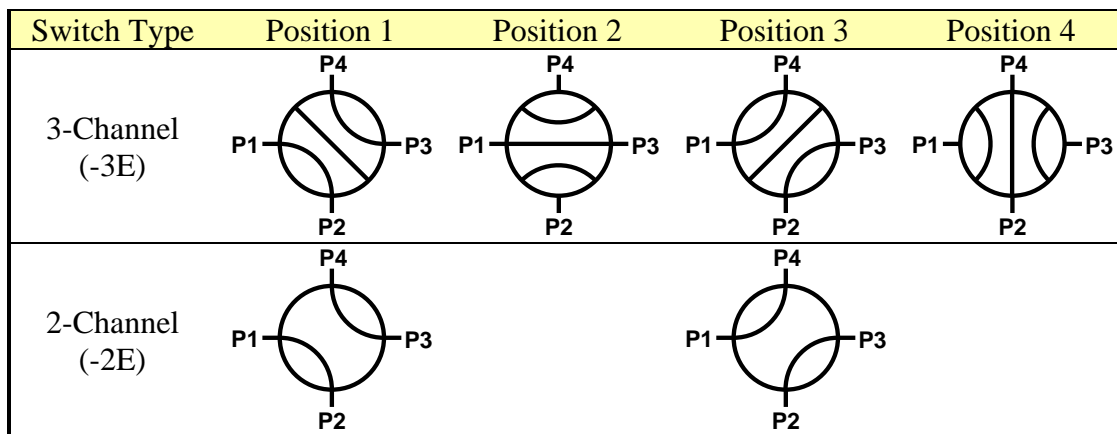 Switch Type Position 1 Position 2 Position 3 Position 4
P4 P4 P4 P4
3-Channel
(-3E)
P1 P3 P1 P3 P1 P3 P1 P3
P2 P2 P2 P2
P4 P4
2-Channel
(-2E)
P1 P3 P1 P3
P2 P2